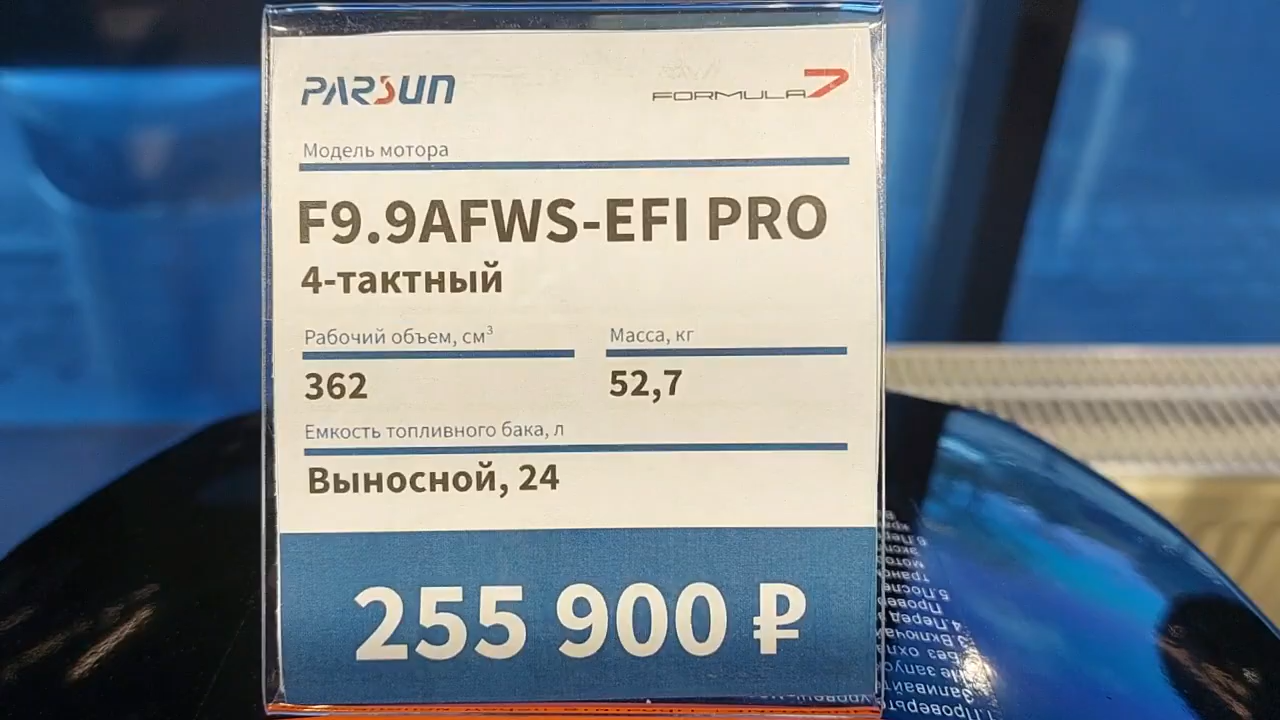 PARSUN
FORMULA7
Модель мотора
F9.9AFWS-EFI PRO
4-тактный
Рабочий объем, см³
Масса, кг
362
52,7
Емкость топливного бака, л
Выносной, 24
255 900 ₽